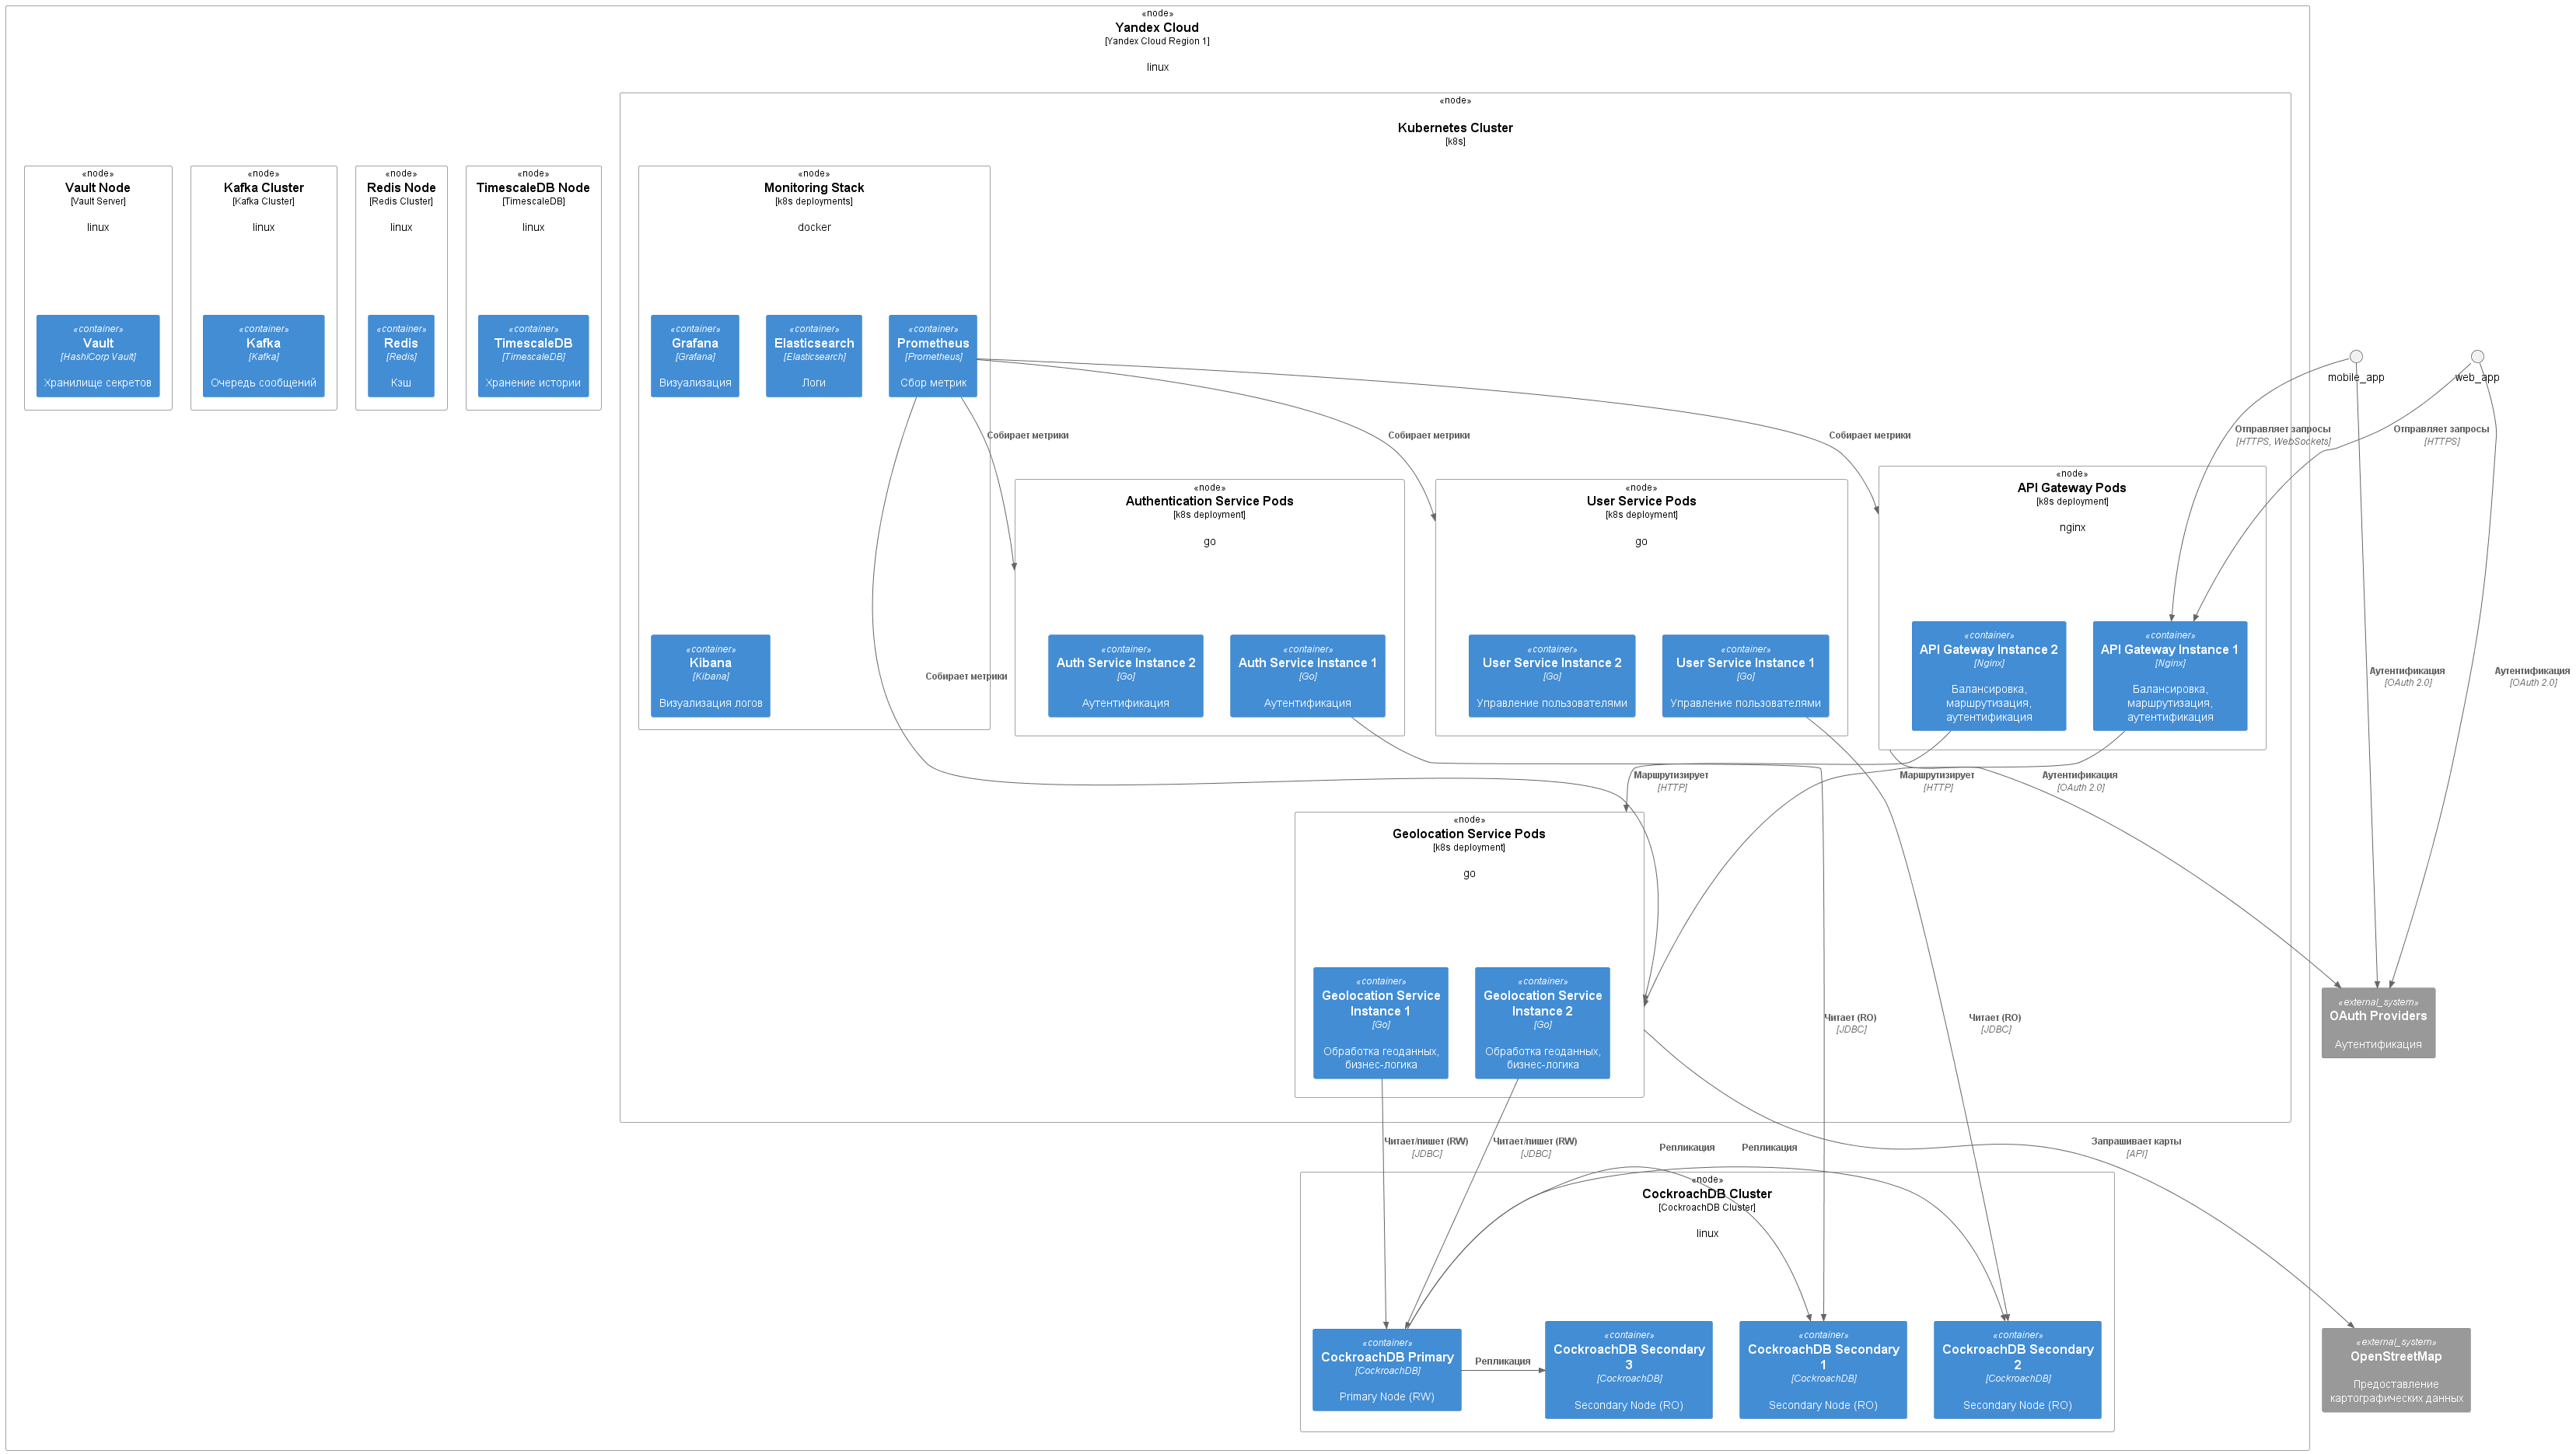 «node»
Yandex Cloud
[Yandex Cloud Region 1]
linux
«node»
Kubernetes Cluster
[k8s]
«node»
Vault Node
[Vault Server]
linux
«container»
Vault
[HashiCorp Vault]
Хранилище секретов
«node»
Kafka Cluster
[Kafka Cluster]
linux
«container»
Kafka
[Kafka]
Очередь сообщений
«node»
Redis Node
[Redis Cluster]
linux
«container»
Redis
[Redis]
Кэш
«node»
TimescaleDB Node
[TimescaleDB]
linux
«container»
TimescaleDB
[TimescaleDB]
Хранение истории
«node»
Monitoring Stack
[k8s deployments]
docker
«container»
Grafana
[Grafana]
Визуализация
«container»
Elasticsearch
[Elasticsearch]
Логи
«container»
Prometheus
[Prometheus]
Сбор метрик
«container»
Kibana
[Kibana]
Визуализация логов
mobile_app
web_app
Собирает метрики
Собирает метрики
Собирает метрики
Собирает метрики
Отправляет запросы
[HTTPS, WebSockets]
Отправляет запросы
[HTTPS]
«node»
Authentication Service Pods
[k8s deployment]
go
«container»
Auth Service Instance 2
[Go]
Аутентификация
«container»
Auth Service Instance 1
[Go]
Аутентификация
«node»
User Service Pods
[k8s deployment]
go
«container»
User Service Instance 2
[Go]
Управление пользователями
«container»
User Service Instance 1
[Go]
Управление пользователями
«node»
API Gateway Pods
[k8s deployment]
nginx
«container»
API Gateway Instance 2
[Nginx]
Балансировка,
маршрутизация,
аутентификация
«container»
API Gateway Instance 1
[Nginx]
Балансировка,
маршрутизация,
аутентификация
Аутентификация
[OAuth 2.0]
Аутентификация
[OAuth 2.0]
Маршрутизирует
[HTTP]
Маршрутизирует
[HTTP]
Аутентификация
[OAuth 2.0]
«node»
Geolocation Service Pods
[k8s deployment]
go
«container»
Geolocation Service
Instance 1
[Go]
Обработка геоданных,
бизнес-логика
«container»
Geolocation Service
Instance 2
[Go]
Обработка геоданных,
бизнес-логика
Читает (RO)
[JDBC]
Читает (RO)
[JDBC]
«external_system»
OAuth Providers
Аутентификация
Читает/пишет (RW)
[JDBC]
Читает/пишет (RW)
[JDBC]
Репликация
Репликация
Запрашивает карты
[API]
«node»
CockroachDB Cluster
[CockroachDB Cluster]
linux
«container»
CockroachDB Primary
[CockroachDB]
Primary Node (RW)
Репликация
«container»
CockroachDB Secondary
3
[CockroachDB]
Secondary Node (RO)
«container»
CockroachDB Secondary
1
[CockroachDB]
Secondary Node (RO)
«container»
CockroachDB Secondary
2
[CockroachDB]
Secondary Node (RO)
«external_system»
OpenStreetMap
Предоставление
картографических данных